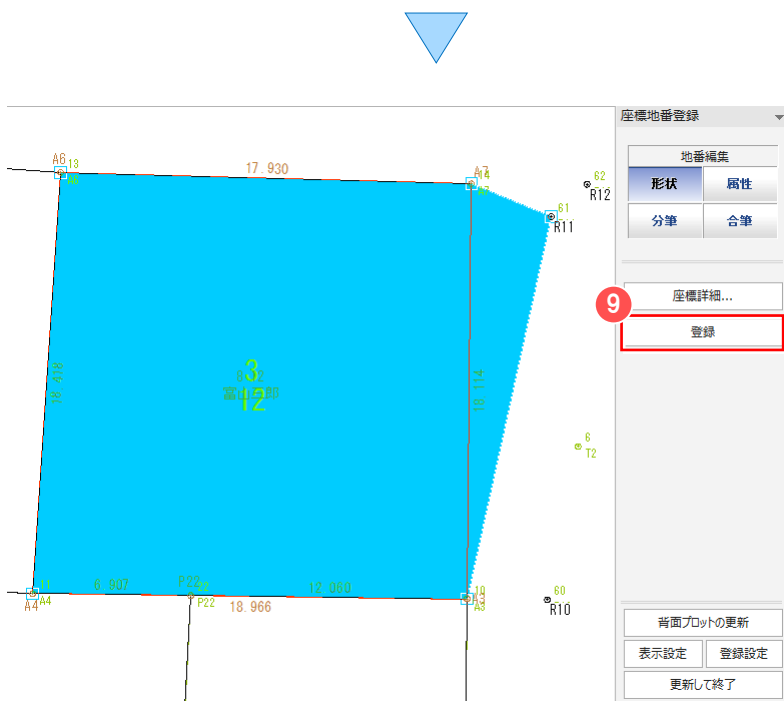 座標地番登録
地番編集
形状 属性
分筆 合筆
9
座標詳細...
登録
背面プロットの更新
表示設定 登録設定
更新して終了
A6 13
17.930
A7
62
R12
61
R11
3
12
18.114
6
T2
11
A4 A4
6.907
P22
P22
18.966
12.060
10
A3
A3
60
R10